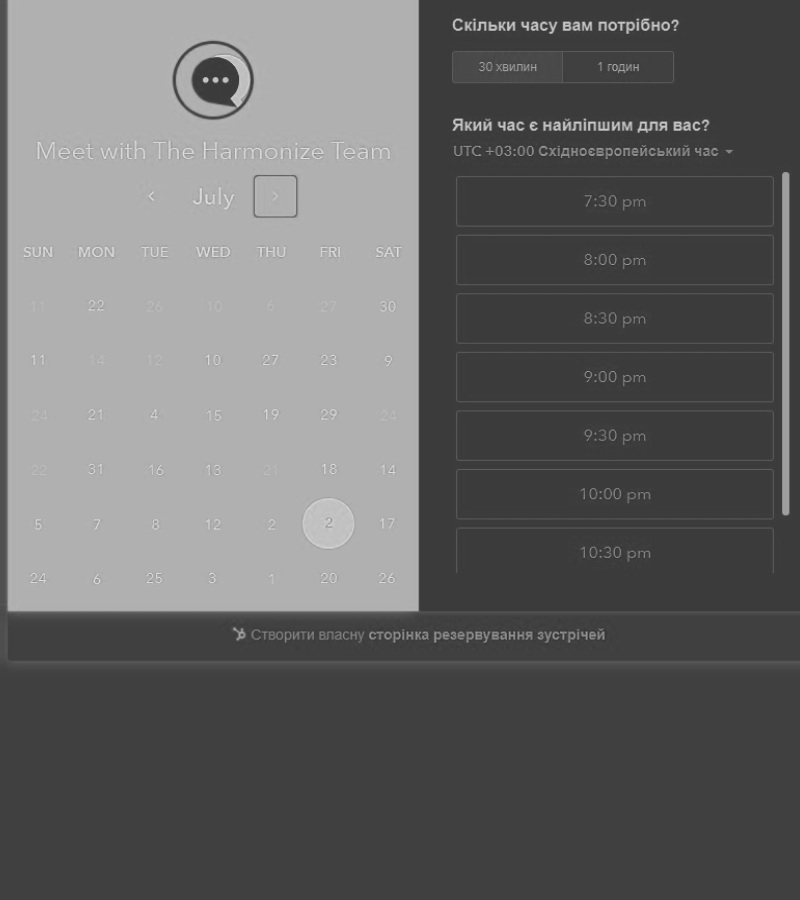 Meet with The Harmonize Team
July
SUN MON TUE WED THU FRI SAT
11 22 26 10 6 27 30
11 14 12 10 27 23 9
24 21 4 15 19 29 24
22 31 16 13 21 18 14
5 7 8 12 2 2 17
24 6 25 3 1 20 26
Скільки часу вам потрібно?
30 хвилин 1 годин
Який час є найліпшим для вас?
UTC +03:00 Східноєвропейський час
7:30 pm
8:00 pm
8:30 pm
9:00 pm
9:30 pm
10:00 pm
10:30 pm
Створити власну сторінка резервування зустрічей